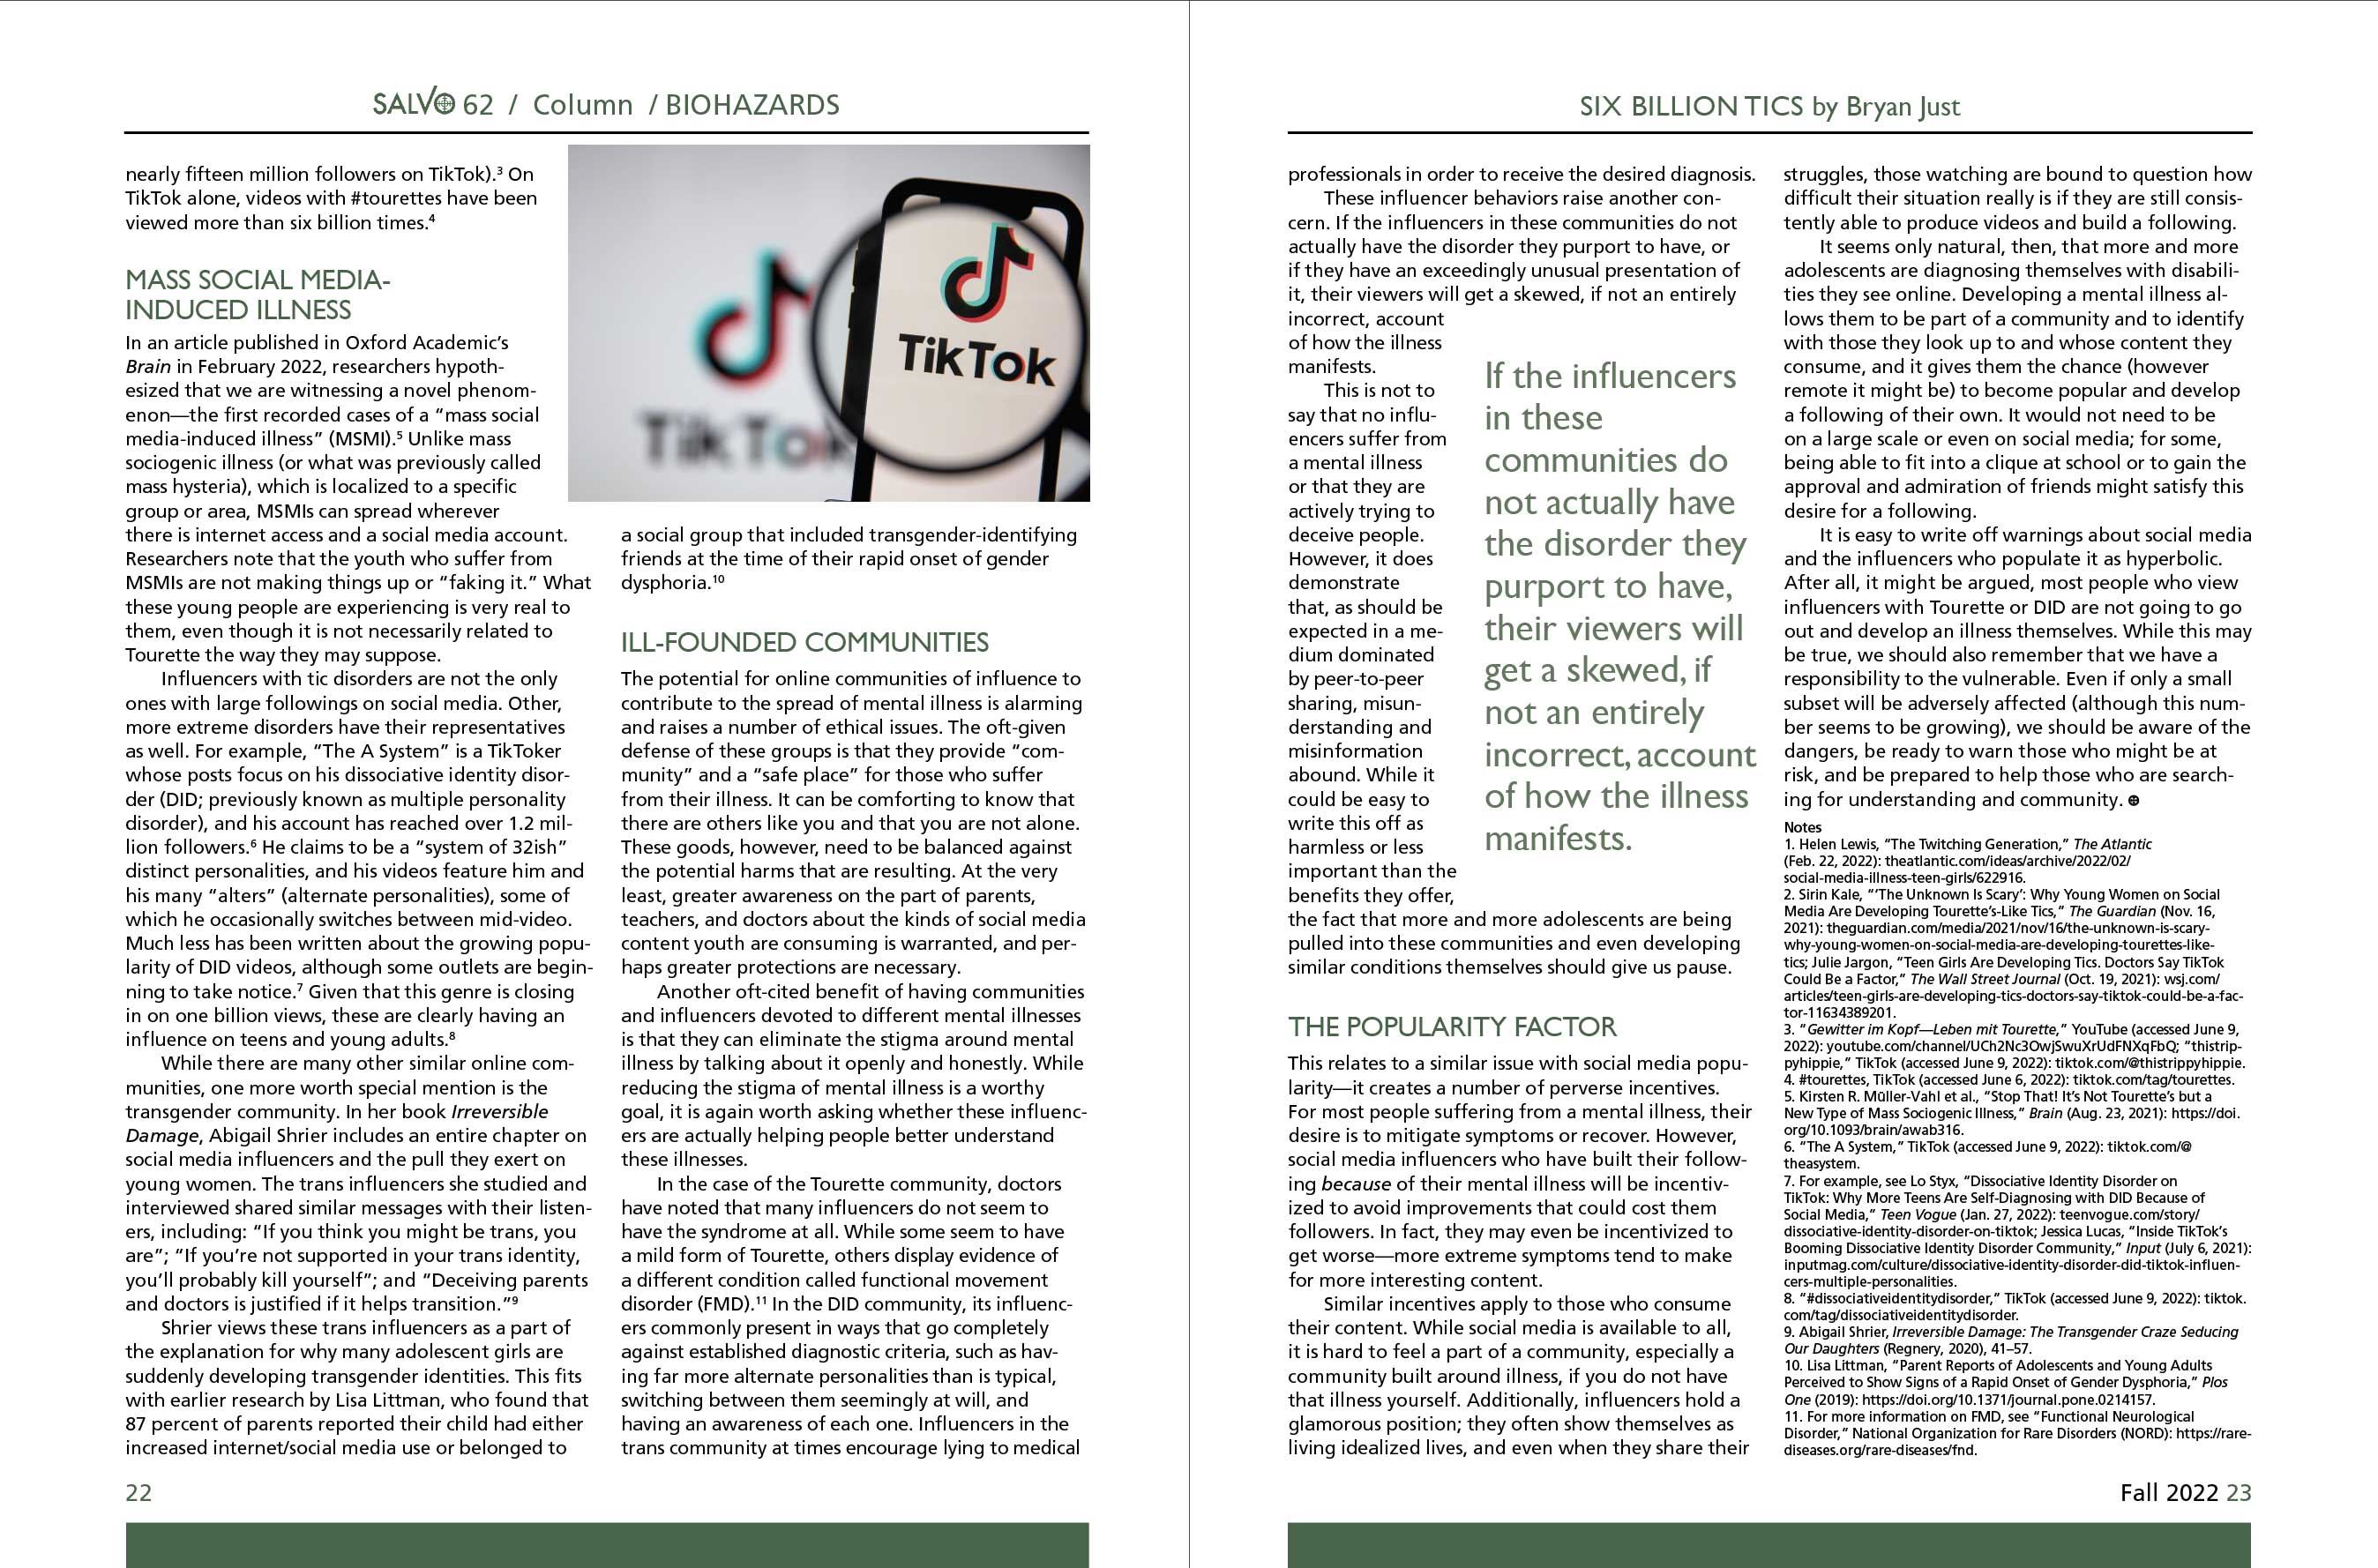 SALVO 62 / Column / BIOHAZARDS
nearly fifteen million followers on TikTok).³ On
TikTok alone, videos with #tourettes have been
viewed more than six billion times.⁴
MASS SOCIAL MEDIA-
INDUCED ILLNESS
In an article published in Oxford Academic’s
Brain in February 2022, researchers hypoth-
esized that we are witnessing a novel phenom-
enon—the first recorded cases of a “mass social
media-induced illness” (MSMI).⁵ Unlike mass
sociogenic illness (or what was previously called
mass hysteria), which is localized to a specific
group or area, MSMIs can spread wherever
there is internet access and a social media account.
Researchers note that the youth who suffer from
MSMIs are not making things up or “faking it.” What
these young people are experiencing is very real to
them, even though it is not necessarily related to
Tourette the way they may suppose.
Influencers with tic disorders are not the only
ones with large followings on social media. Other,
more extreme disorders have their representatives
as well. For example, “The A System” is a TikToker
whose posts focus on his dissociative identity disor-
der (DID; previously known as multiple personality
disorder), and his account has reached over 1.2 mil-
lion followers.⁶ He claims to be a “system of 32ish”
distinct personalities, and his videos feature him and
his many “alters” (alternate personalities), some of
which he occasionally switches between mid-video.
Much less has been written about the growing popu-
larity of DID videos, although some outlets are begin-
ning to take notice.⁷ Given that this genre is closing
in on one billion views, these are clearly having an
influence on teens and young adults.⁸
While there are many other similar online com-
munities, one more worth special mention is the
transgender community. In her book Irreversible
Damage, Abigail Shrier includes an entire chapter on
social media influencers and the pull they exert on
young women. The trans influencers she studied and
interviewed shared similar messages with their listen-
ers, including: “If you think you might be trans, you
are”; “If you’re not supported in your trans identity,
you’ll probably kill yourself”; and “Deceiving parents
and doctors is justified if it helps transition.”⁹
Shrier views these trans influencers as a part of
the explanation for why many adolescent girls are
suddenly developing transgender identities. This fits
with earlier research by Lisa Littman, who found that
87 percent of parents reported their child had either
increased internet/social media use or belonged to
TikTok
TikTok
a social group that included transgender-identifying
friends at the time of their rapid onset of gender
dysphoria.¹⁰
ILL-FOUNDED COMMUNITIES
The potential for online communities of influence to
contribute to the spread of mental illness is alarming
and raises a number of ethical issues. The oft-given
defense of these groups is that they provide “com-
munity” and a “safe place” for those who suffer
from their illness. It can be comforting to know that
there are others like you and that you are not alone.
These goods, however, need to be balanced against
the potential harms that are resulting. At the very
least, greater awareness on the part of parents,
teachers, and doctors about the kinds of social media
content youth are consuming is warranted, and per-
haps greater protections are necessary.
Another oft-cited benefit of having communities
and influencers devoted to different mental illnesses
is that they can eliminate the stigma around mental
illness by talking about it openly and honestly. While
reducing the stigma of mental illness is a worthy
goal, it is again worth asking whether these influenc-
ers are actually helping people better understand
these illnesses.
In the case of the Tourette community, doctors
have noted that many influencers do not seem to
have the syndrome at all. While some seem to have
a mild form of Tourette, others display evidence of
a different condition called functional movement
disorder (FMD).¹¹ In the DID community, its influenc-
ers commonly present in ways that go completely
against established diagnostic criteria, such as hav-
ing far more alternate personalities than is typical,
switching between them seemingly at will, and
having an awareness of each one. Influencers in the
trans community at times encourage lying to medical
22
SIX BILLION TICS by Bryan Just
professionals in order to receive the desired diagnosis.
These influencer behaviors raise another con-
cern. If the influencers in these communities do not
actually have the disorder they purport to have, or
if they have an exceedingly unusual presentation of
it, their viewers will get a skewed, if not an entirely
incorrect, account
of how the illness
manifests.
This is not to
say that no influ-
encers suffer from
a mental illness
or that they are
actively trying to
deceive people.
However, it does
demonstrate
that, as should be
expected in a me-
dium dominated
by peer-to-peer
sharing, misun-
derstanding and
misinformation
abound. While it
could be easy to
write this off as
harmless or less
important than the
benefits they offer,
the fact that more and more adolescents are being
pulled into these communities and even developing
similar conditions themselves should give us pause.
If the influencers
in these
communities do
not actually have
the disorder they
purport to have,
their viewers will
get a skewed, if
not an entirely
incorrect, account
of how the illness
manifests.
THE POPULARITY FACTOR
This relates to a similar issue with social media popu-
larity—it creates a number of perverse incentives.
For most people suffering from a mental illness, their
desire is to mitigate symptoms or recover. However,
social media influencers who have built their follow-
ing because of their mental illness will be incentiv-
ized to avoid improvements that could cost them
followers. In fact, they may even be incentivized to
get worse—more extreme symptoms tend to make
for more interesting content.
Similar incentives apply to those who consume
their content. While social media is available to all,
it is hard to feel a part of a community, especially a
community built around illness, if you do not have
that illness yourself. Additionally, influencers hold a
glamorous position; they often show themselves as
living idealized lives, and even when they share their
struggles, those watching are bound to question how
difficult their situation really is if they are still consis-
tently able to produce videos and build a following.
It seems only natural, then, that more and more
adolescents are diagnosing themselves with disabili-
ties they see online. Developing a mental illness al-
lows them to be part of a community and to identify
with those they look up to and whose content they
consume, and it gives them the chance (however
remote it might be) to become popular and develop
a following of their own. It would not need to be
on a large scale or even on social media; for some,
being able to fit into a clique at school or to gain the
approval and admiration of friends might satisfy this
desire for a following.
It is easy to write off warnings about social media
and the influencers who populate it as hyperbolic.
After all, it might be argued, most people who view
influencers with Tourette or DID are not going to go
out and develop an illness themselves. While this may
be true, we should also remember that we have a
responsibility to the vulnerable. Even if only a small
subset will be adversely affected (although this num-
ber seems to be growing), we should be aware of the
dangers, be ready to warn those who might be at
risk, and be prepared to help those who are search-
ing for understanding and community.
Notes
1. Helen Lewis, “The Twitching Generation,” The Atlantic
(Feb. 22, 2022): theatlantic.com/ideas/archive/2022/02/
social-media-illness-teen-girls/622916.
2. Sirin Kale, “‘The Unknown Is Scary’: Why Young Women on Social
Media Are Developing Tourette’s-Like Tics,” The Guardian (Nov. 16,
2021): theguardian.com/media/2021/nov/16/the-unknown-is-scary-
why-young-women-on-social-media-are-developing-tourettes-like-
tics; Julie Jargon, “Teen Girls Are Developing Tics. Doctors Say TikTok
Could Be a Factor,” The Wall Street Journal (Oct. 19, 2021): wsj.com/
articles/teen-girls-are-developing-tics-doctors-say-tiktok-could-be-a-fac-
tor-11634389201.
3. “Gewitter im Kopf—Leben mit Tourette,” YouTube (accessed June 9,
2022): youtube.com/channel/UCh2Nc3OwjSwuXrUdFNXqFbQ; “thistrip-
pyhippie,” TikTok (accessed June 9, 2022): tiktok.com/@thistrippyhippie.
4. #tourettes, TikTok (accessed June 6, 2022): tiktok.com/tag/tourettes.
5. Kirsten R. Müller-Vahl et al., “Stop That! It’s Not Tourette’s but a
New Type of Mass Sociogenic Illness,” Brain (Aug. 23, 2021): https://doi.
org/10.1093/brain/awab316.
6. “The A System,” TikTok (accessed June 9, 2022): tiktok.com/@
theasystem.
7. For example, see Lo Styx, “Dissociative Identity Disorder on
TikTok: Why More Teens Are Self-Diagnosing with DID Because of
Social Media,” Teen Vogue (Jan. 27, 2022): teenvogue.com/story/
dissociative-identity-disorder-on-tiktok; Jessica Lucas, “Inside TikTok’s
Booming Dissociative Identity Disorder Community,” Input (July 6, 2021):
inputmag.com/culture/dissociative-identity-disorder-did-tiktok-influen-
cers-multiple-personalities.
8. “#dissociativeidentitydisorder,” TikTok (accessed June 9, 2022): tiktok.
com/tag/dissociativeidentitydisorder.
9. Abigail Shrier, Irreversible Damage: The Transgender Craze Seducing
Our Daughters (Regnery, 2020), 41–57.
10. Lisa Littman, “Parent Reports of Adolescents and Young Adults
Perceived to Show Signs of a Rapid Onset of Gender Dysphoria,” Plos
One (2019): https://doi.org/10.1371/journal.pone.0214157.
11. For more information on FMD, see “Functional Neurological
Disorder,” National Organization for Rare Disorders (NORD): https://rare-
diseases.org/rare-diseases/fnd.
Fall 2022 23